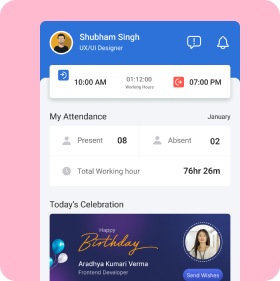 Shubham Singh
UX/UI Designer
10:00 AM
01:12:00
Working Hours
07:00 PM
My Attendance
January
Present
08
Absent
02
Total Working hour
76hr 26m
Today's Celebration
Happy
Birthday
Aradhya Kumari Verma
Frontend Developer
Send Wishes